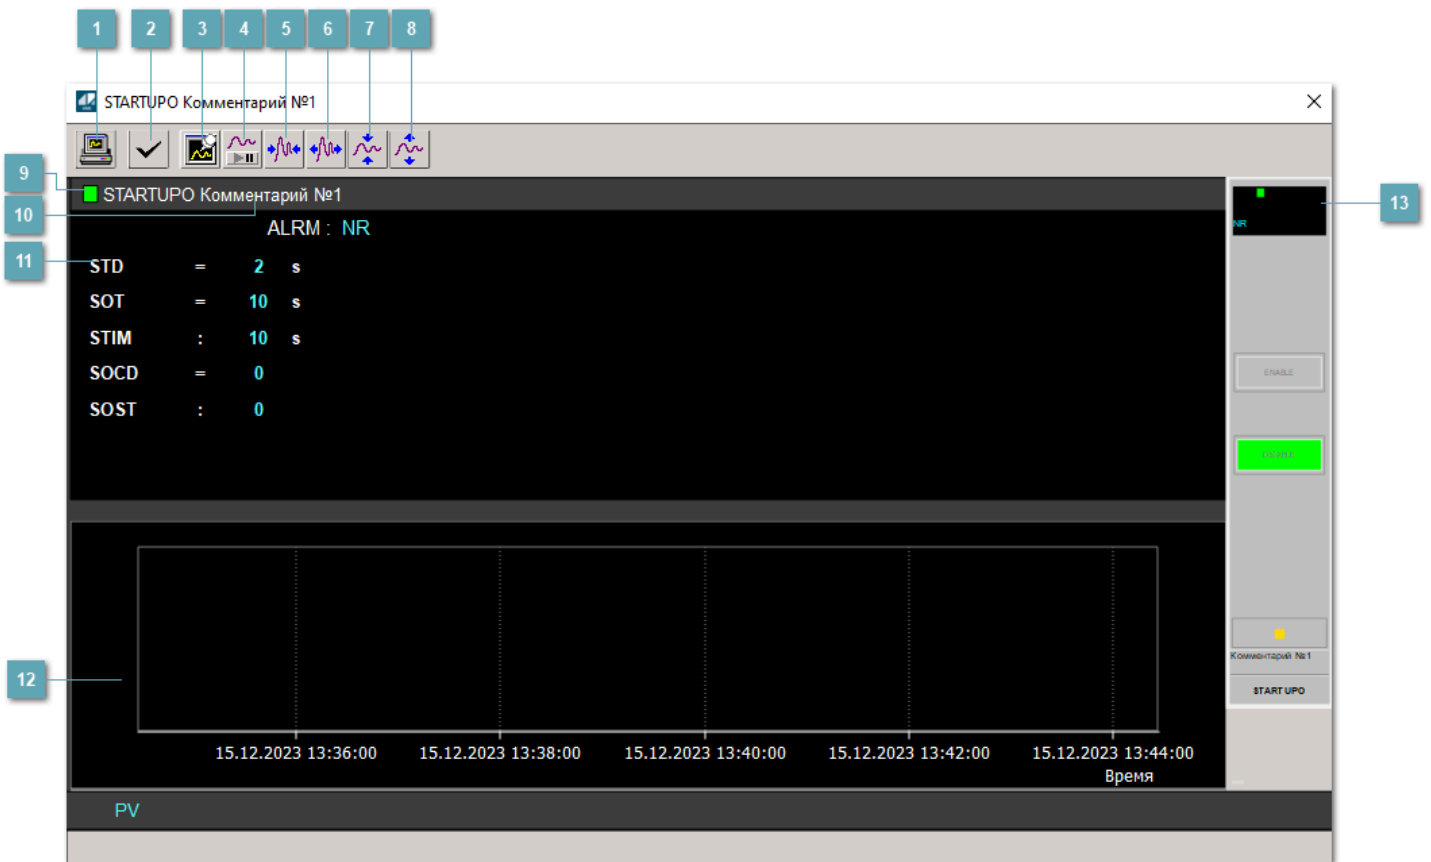 1 2 3 4 5 6 7 8
STARTUPO Комментарий №1
9
STARTUPO Комментарий №1
10
13
NR
ALRM : NR
11
STD = 2 s
SOT = 10 s
STIM : 10 s
SOCD = 0
ENABLE
SOST : 0
DISABLE
Комментарий №1
12
STARTUPO
15.12.2023 13:36:00 15.12.2023 13:38:00 15.12.2023 13:40:00 15.12.2023 13:42:00 15.12.2023 13:44:00
Время
PV